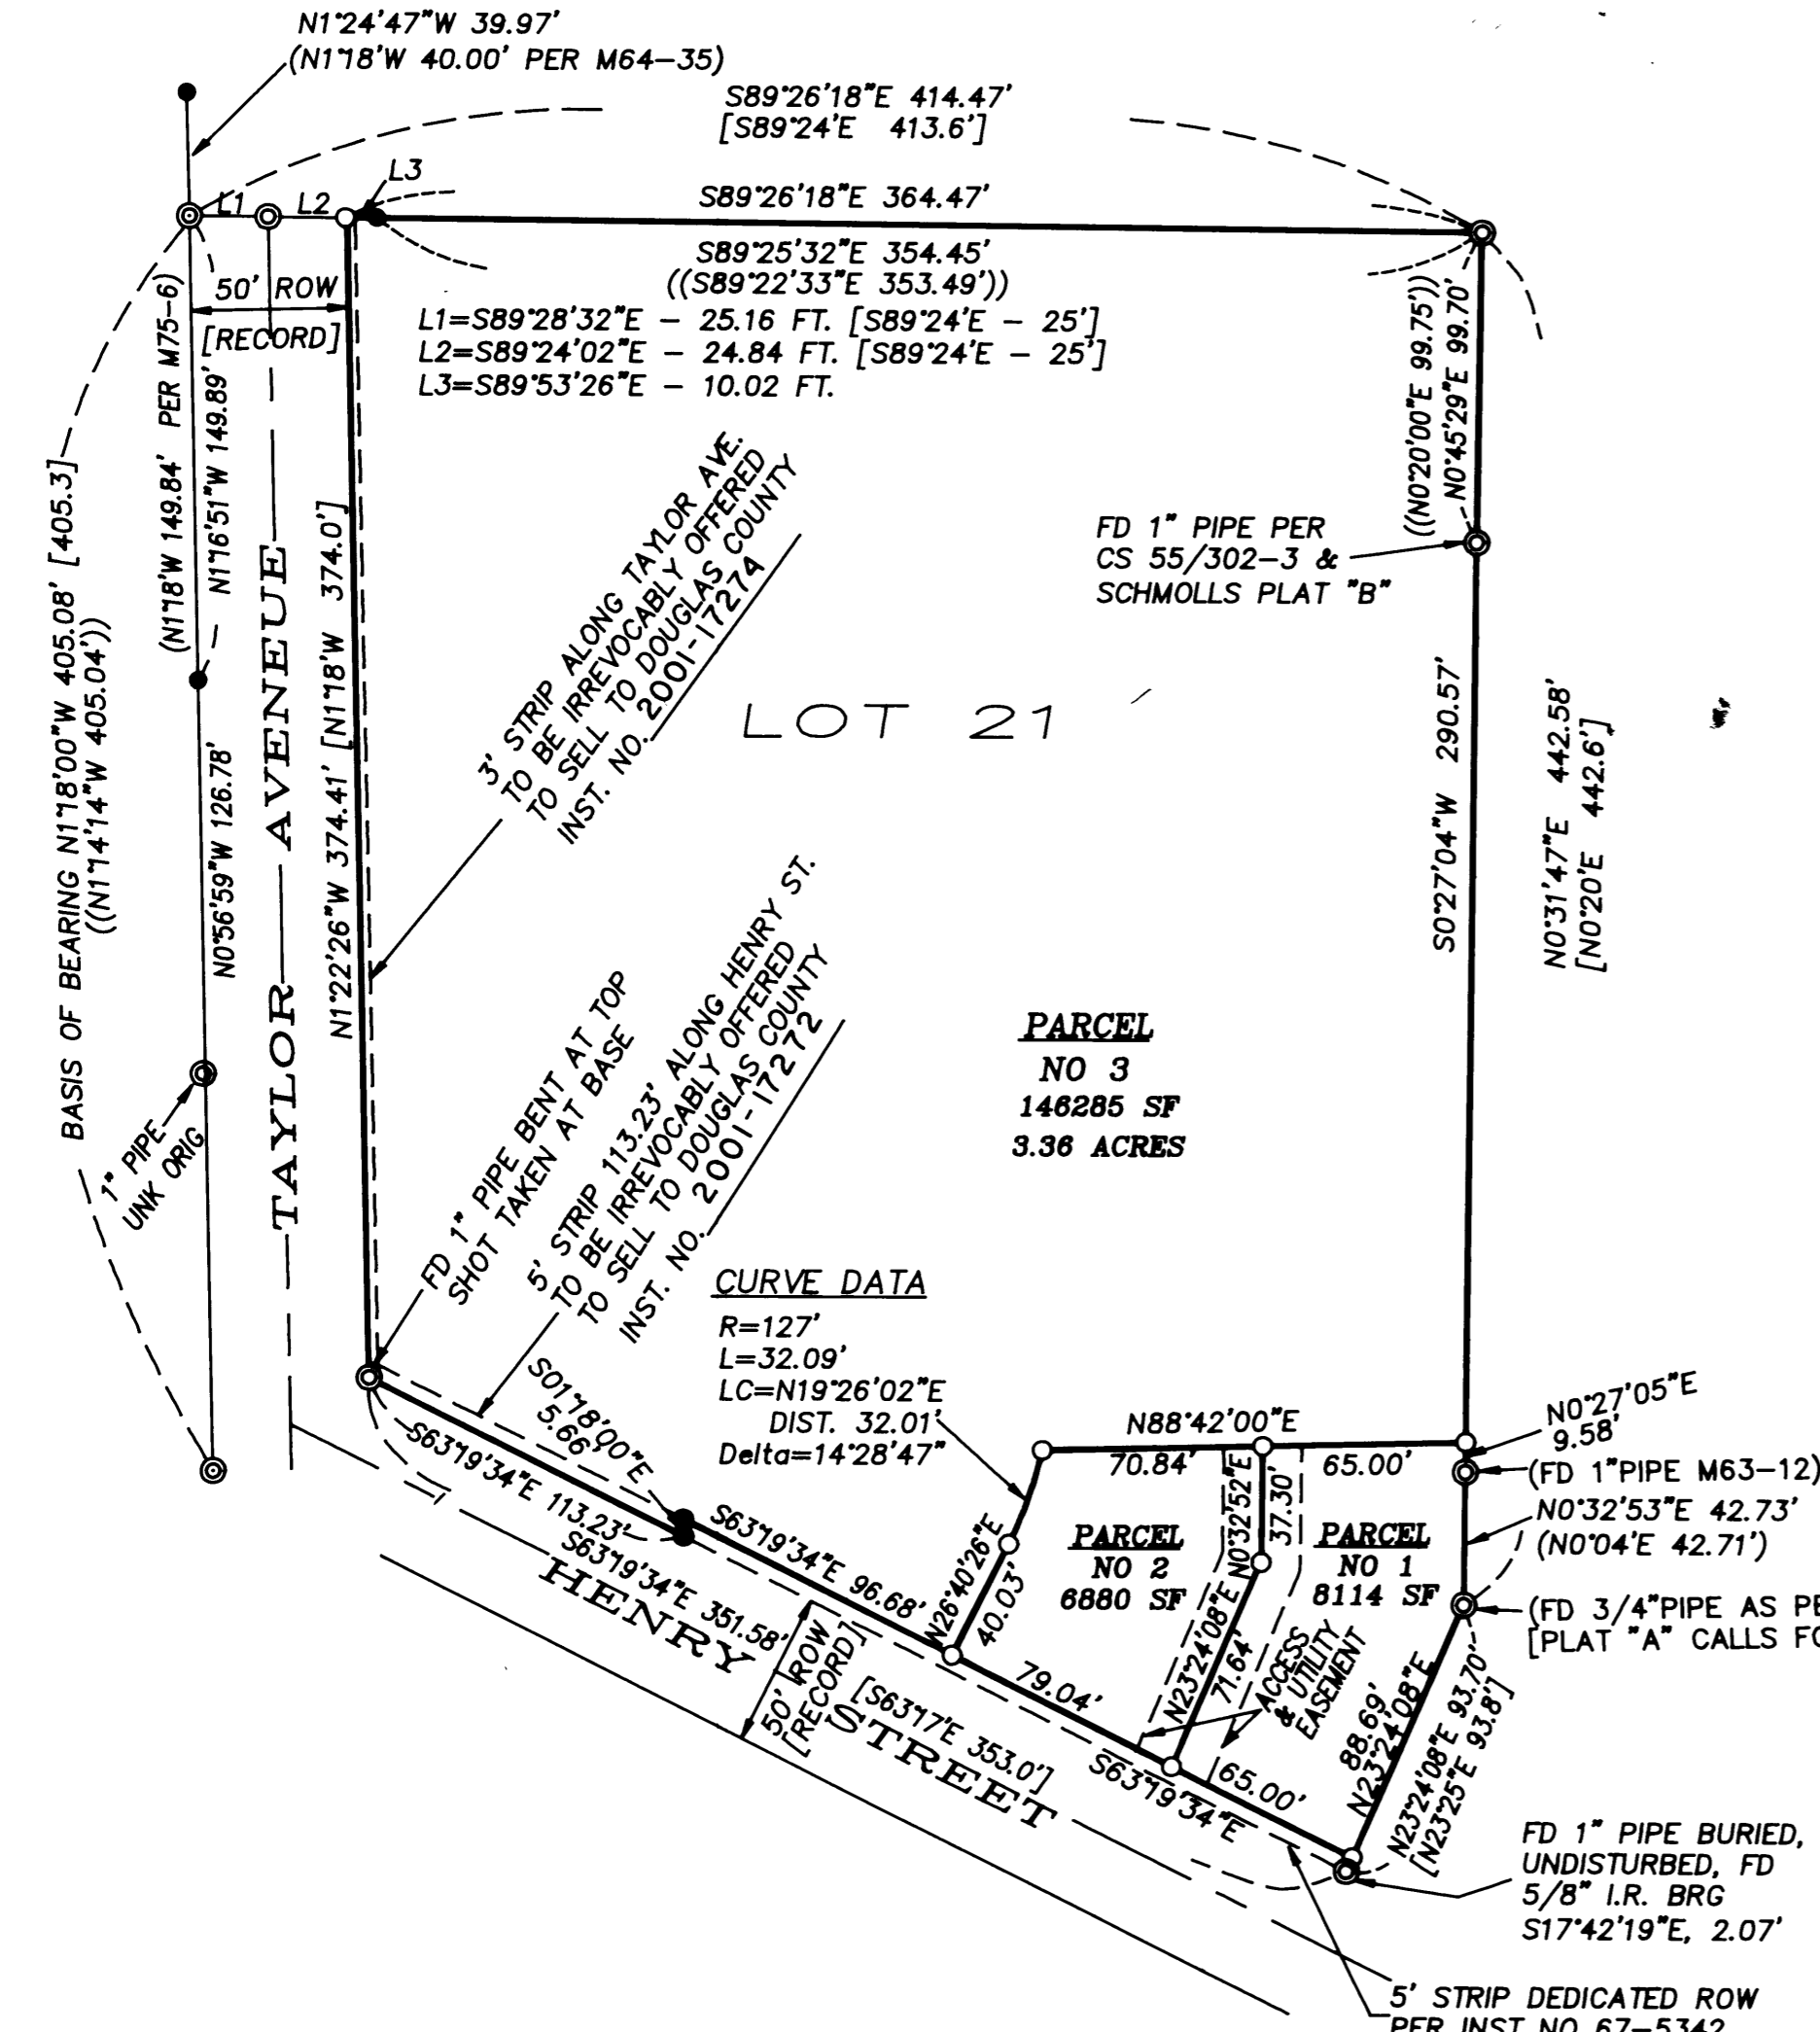 N1°24'47"W 39.97'
(N1°18'W 40.00' PER M64-35)
S89°26'18"E 414.47'
[S89°24'E 413.6']
L3
L1
L2
S89°26'18"E 364.47'
S89°25'32"E 354.45'
((S89°22'33"E 353.49'))
50' ROW
[RECORD]
L1=S89°28'32"E - 25.16 FT. [S89°24'E - 25']
L2=S89°24'02"E - 24.84 FT. [S89°24'E - 25']
L3=S89°53'26"E - 10.02 FT.
(N1°18'W 149.84' PER M75-6)
N1°16'51"W 149.89'
((N0°20'00"E 99.75'))
N0°45'29"E 99.70'
BASIS OF BEARING N1°18'00"W 405.08' [405.3]
((N1°14'14"W 405.04'))
N0°56'59"W 126.78'
TAYLOR AVENEUE
N1°22'26"W 374.41' [N1°18'W 374.0']
3' STRIP ALONG TAYLOR AVE.
TO BE IRREVOCABLY OFFERED
TO SELL TO DOUGLAS COUNTY
INST. NO. 2001-17274
FD 1" PIPE PER
CS 55/302-3 &
SCHMOLLS PLAT "B"
LOT 21
S0°27'04"W 290.57'
N0°31'47"E 442.58'
[N0°20'E 442.6']
1" PIPE
UNK ORIG
FD 1" PIPE BENT AT TOP
SHOT TAKEN AT BASE
5' STRIP 113.23' ALONG HENRY ST.
TO BE IRREVOCABLY OFFERED
TO SELL TO DOUGLAS COUNTY
INST. NO. 2001-17272
PARCEL
NO 3
146285 SF
3.36 ACRES
CURVE DATA
R=127'
L=32.09'
LC=N19°26'02"E
DIST. 32.01'
Delta=14°28'47"
S01°18'00"E
5.66'
S63°19'34"E 113.23'
S63°19'34"E 351.58'
S63°19'34"E 96.68'
HENRY STREET
50' ROW
[RECORD]
[S63°17'E 353.0']
N88°42'00"E
70.84'
65.00'
N26°40'26"E
40.03'
PARCEL
NO 2
6880 SF
N0°32'52"E
37.30'
PARCEL
NO 1
8114 SF
N23°24'08"E
71.64'
ACCESS
& UTILITY
EASEMENT
79.04'
S63°19'34"E
65.00'
88.69'
N23°24'08"E
N23°24'08"E 93.70'
[N23°25'E 93.8']
N0°27'05"E
9.58'
(FD 1"PIPE M63-12)
N0°32'53"E 42.73'
(N0°04'E 42.71')
(FD 3/4"PIPE AS PE
[PLAT "A" CALLS FO
FD 1" PIPE BURIED,
UNDISTURBED, FD
5/8" I.R. BRG
S17°42'19"E, 2.07'
5' STRIP DEDICATED ROW
PER INST NO 67-5342